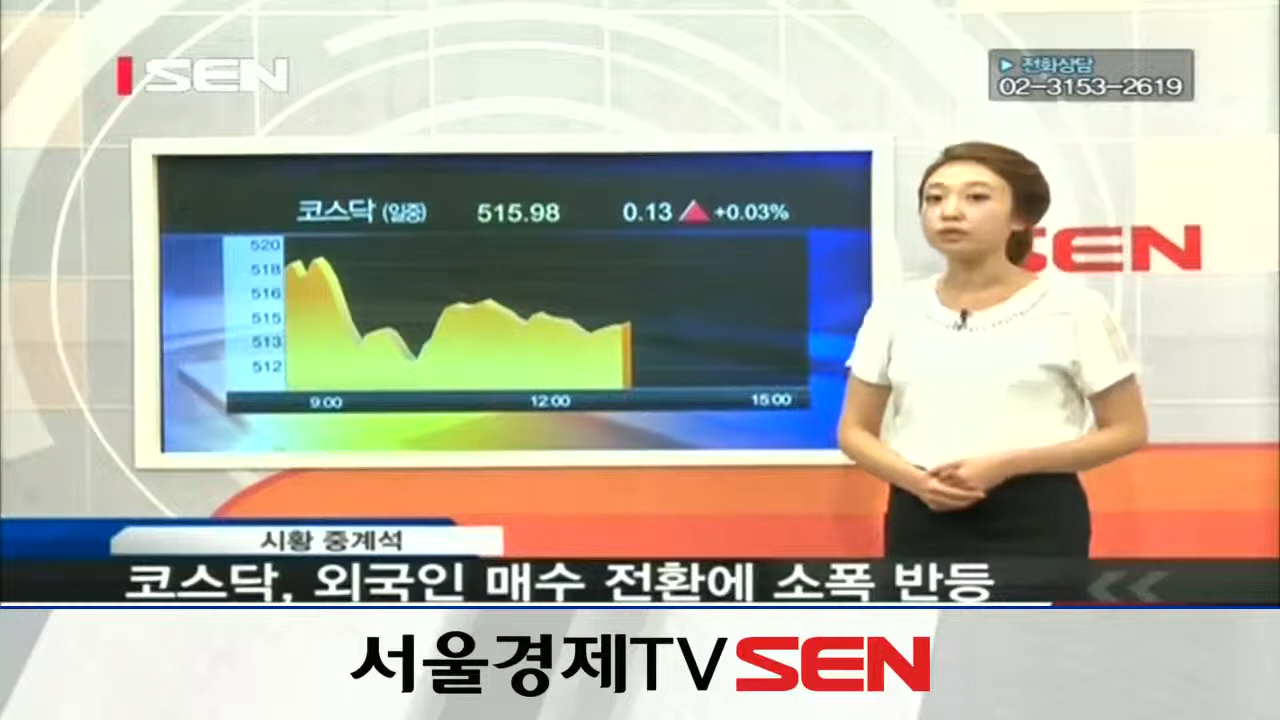 SEN
▶ 전화상담
02-3153-2619
코스닥 (일중) 515.98 0.13 ▲ +0.03%
520
518
516
515
513
512
9:00 12:00 15:00
SEN
시황 중계석
코스닥, 외국인 매수 전환에 소폭 반등
서울경제TV SEN